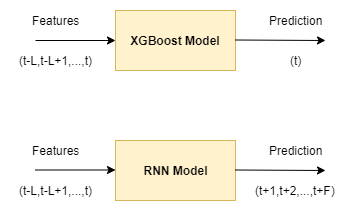 Features
XGBoost Model
Prediction
(t-L,t-L+1,...,t)
(t)
Features
RNN Model
Prediction
(t-L,t-L+1,...,t)
(t+1,t+2,...,t+F)